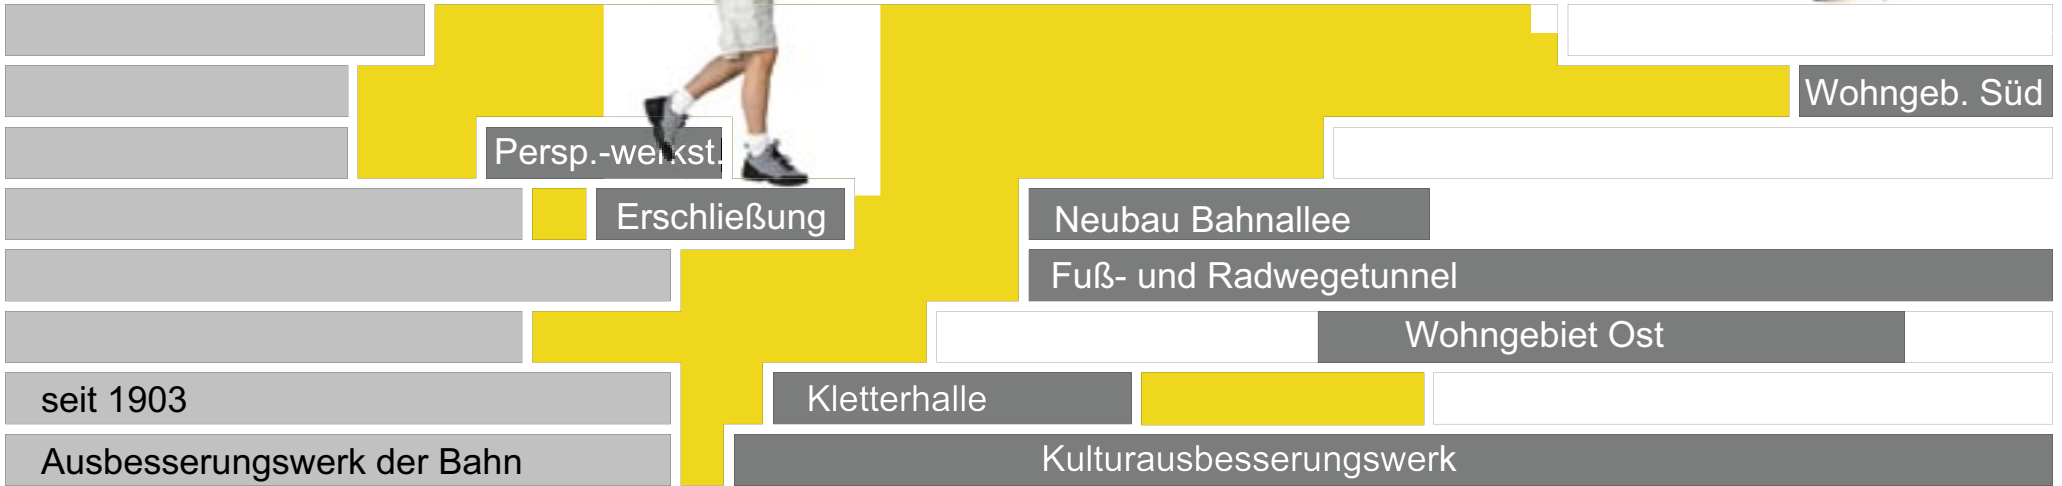 Wohngeb. Süd
Persp.-werkst.
Erschließung
Neubau Bahnallee
Fuß- und Radwegetunnel
Wohngebiet Ost
seit 1903
Kletterhalle
Ausbesserungswerk der Bahn
Kulturausbesserungswerk